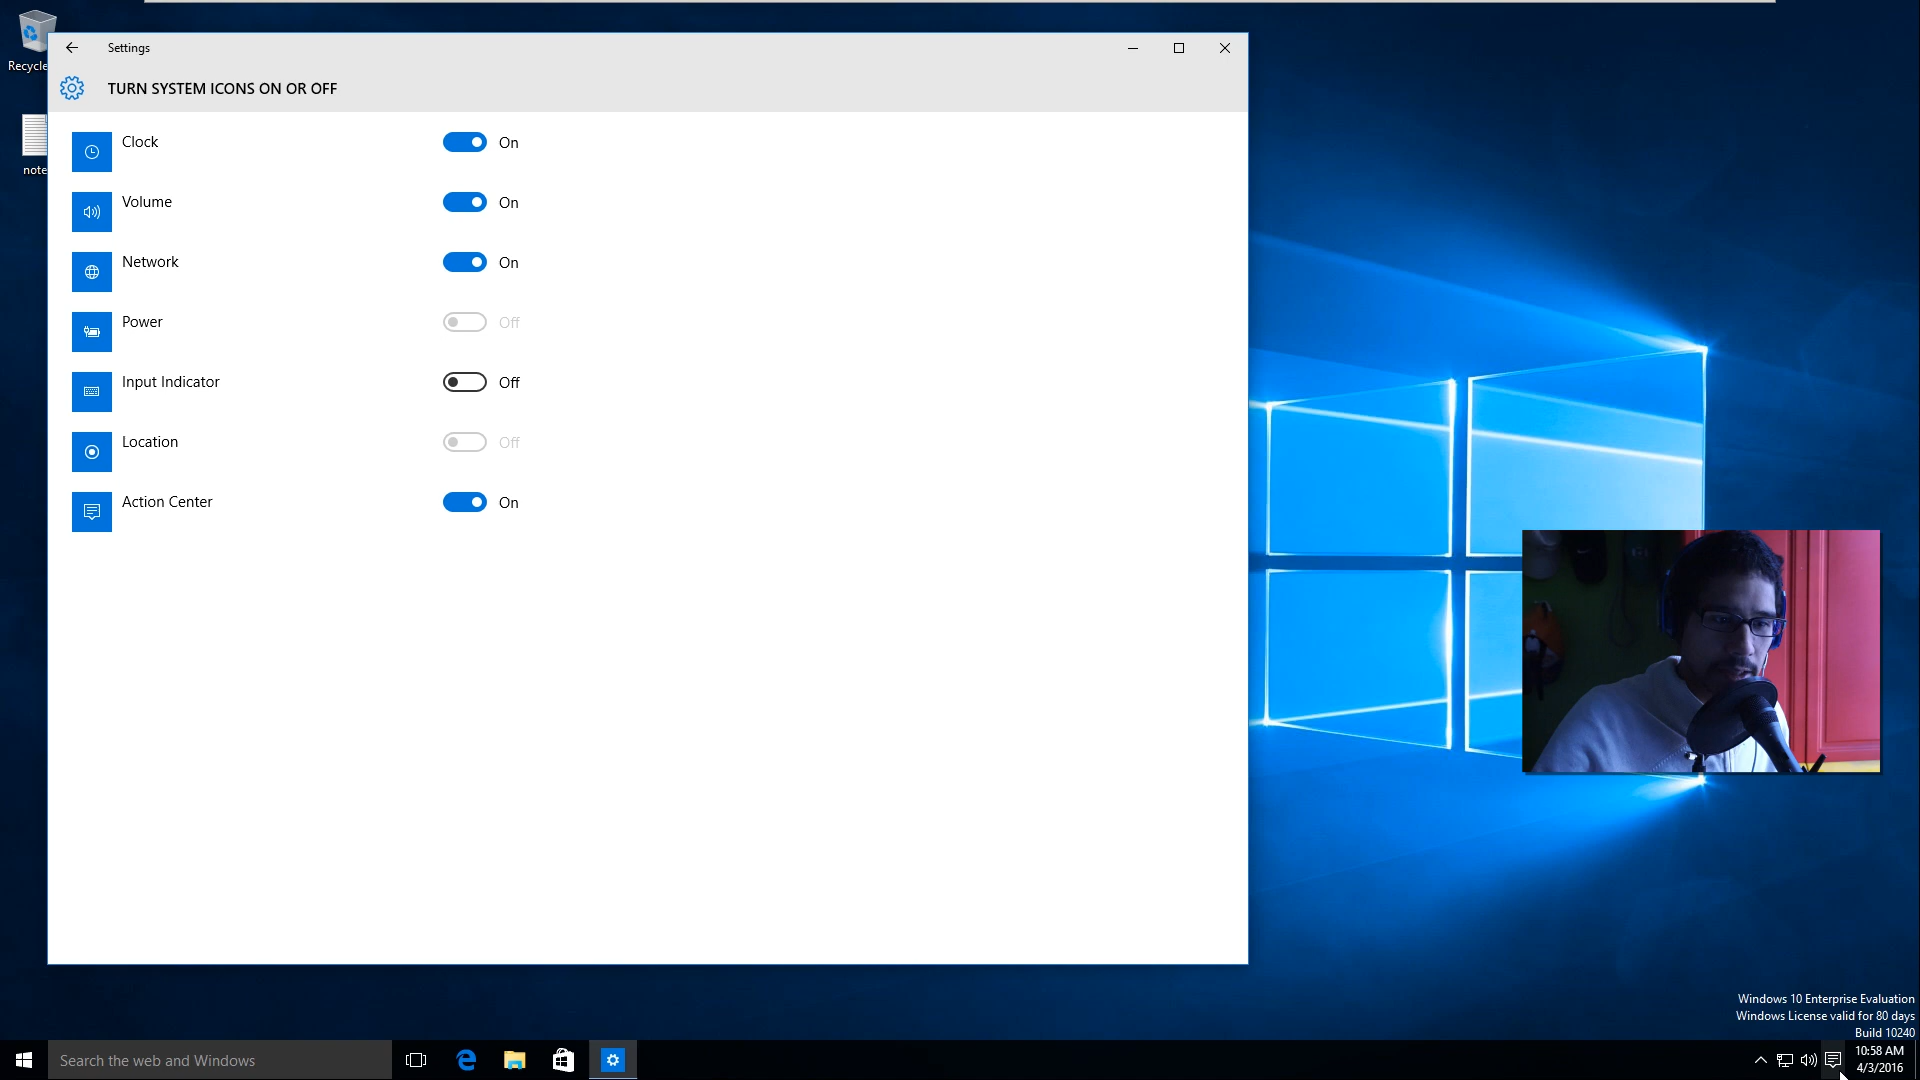 Recycle
note
Settings
TURN SYSTEM ICONS ON OR OFF
Clock On
Volume On
Network On
Power Off
Input Indicator Off
Location Off
Action Center On
Windows 10 Enterprise Evaluation
Windows License valid for 80 days
Build 10240
Search the web and Windows
10:58 AM
4/3/2016